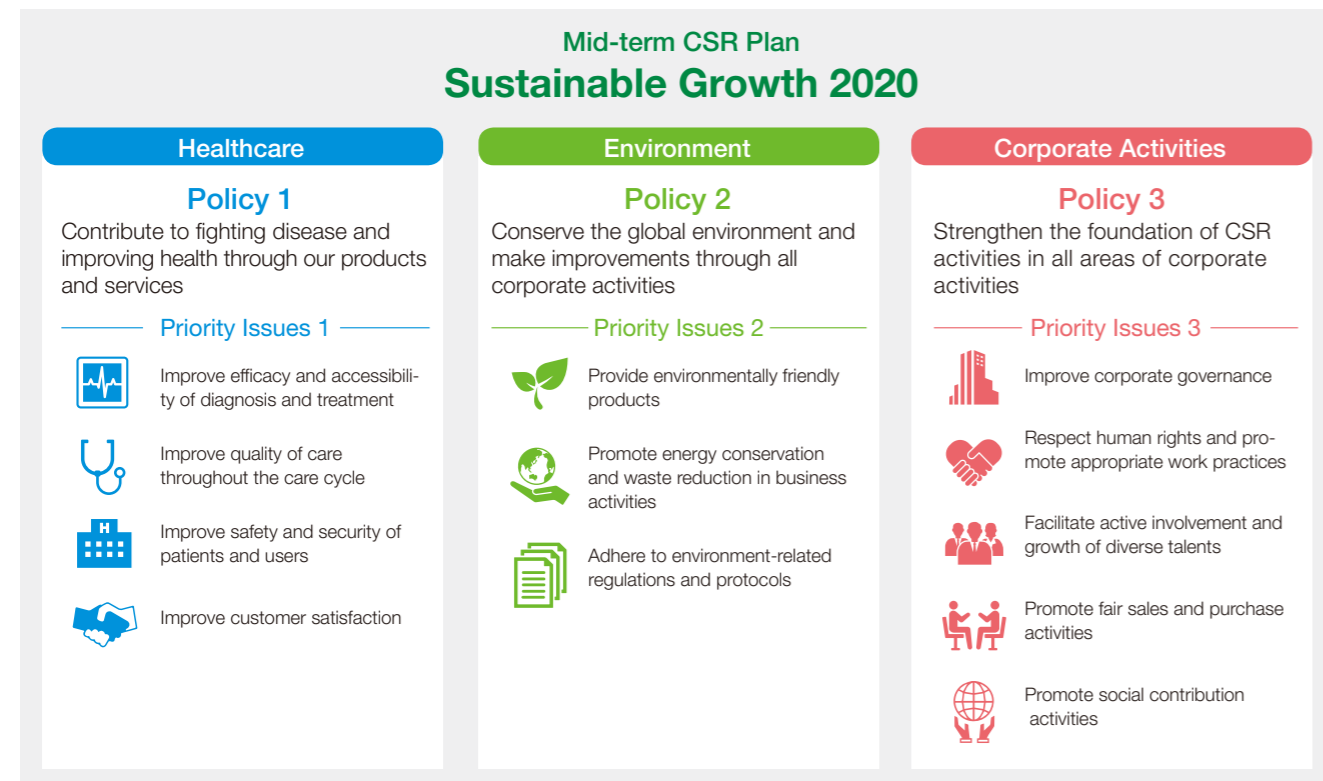 Mid-term CSR Plan
Sustainable Growth 2020
Healthcare
Policy 1
Contribute to fighting disease and
improving health through our products
and services
Priority Issues 1
Improve efficacy and accessibili-
ty of diagnosis and treatment
Improve quality of care
throughout the care cycle
H
Improve safety and security of
patients and users
Improve customer satisfaction
Environment
Policy 2
Conserve the global environment and
make improvements through all
corporate activities
Priority Issues 2
Provide environmentally friendly
products
Promote energy conservation
and waste reduction in business
activities
Adhere to environment-related
regulations and protocols
Corporate Activities
Policy 3
Strengthen the foundation of CSR
activities in all areas of corporate
activities
Priority Issues 3
Improve corporate governance
Respect human rights and pro-
mote appropriate work practices
Facilitate active involvement and
growth of diverse talents
Promote fair sales and purchase
activities
Promote social contribution
activities